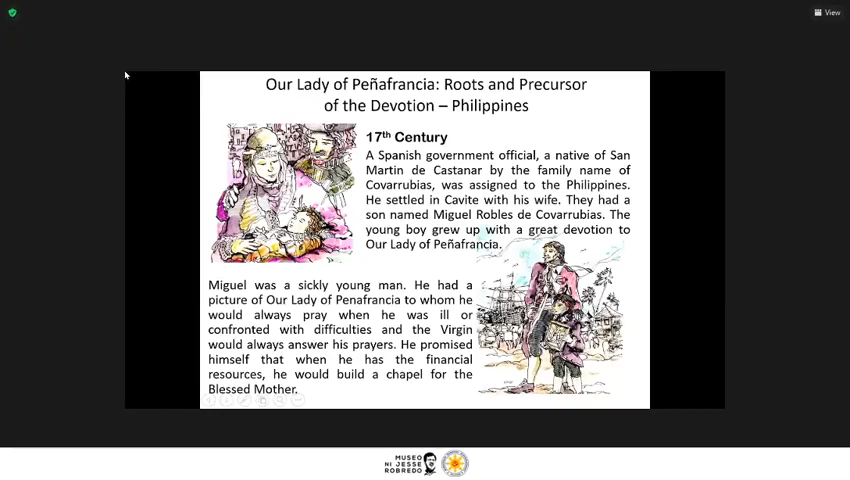 View
Our Lady of Peñafrancia: Roots and Precursor
of the Devotion – Philippines
17th Century
A Spanish government official, a native of San
Martin de Castanar by the family name of
Covarrubias, was assigned to the Philippines.
He settled in Cavite with his wife. They had a
son named Miguel Robles de Covarrubias. The
young boy grew up with a great devotion to
Our Lady of Peñafrancia.
Miguel was a sickly young man. He had a
picture of Our Lady of Penafrancia to whom he
would always pray when he was ill or
confronted with difficulties and the Virgin
would always answer his prayers. He promised
himself that when he has the financial
resources, he would build a chapel for the
Blessed Mother.
MUSEO
NI JESSE
ROBREDO